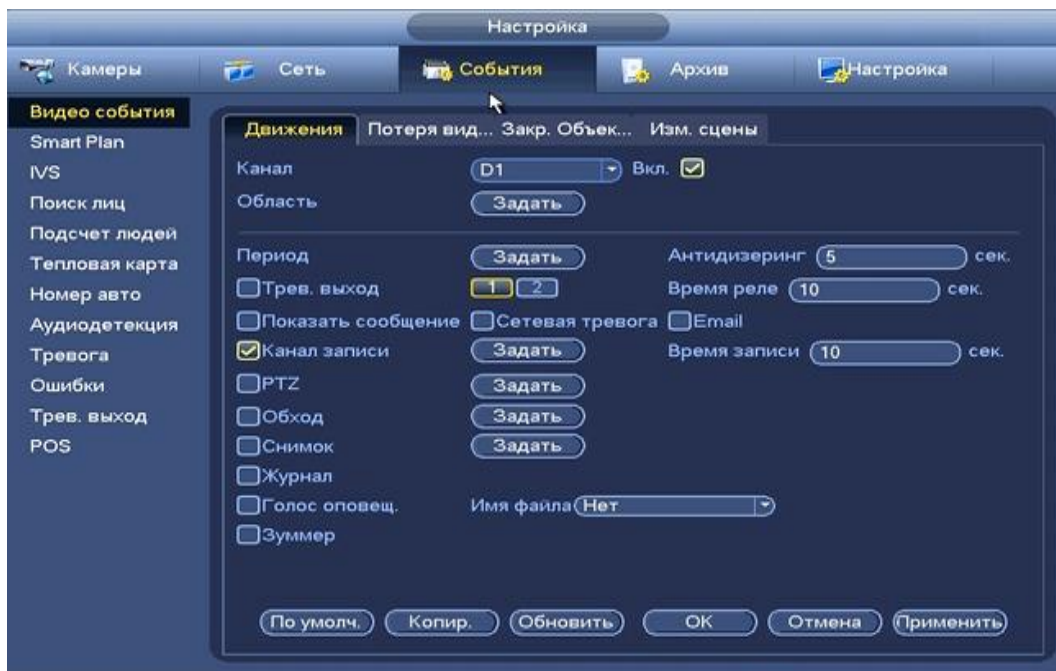 Настройка
Камеры Сеть События Архив Настройка
Видео события
Smart Plan
IVS
Поиск лиц
Подсчет людей
Тепловая карта
Номер авто
Аудиодетекция
Тревога
Ошибки
Трев. выход
POS
Движения Потеря вид... Закр. Объек... Изм. сцены
Канал D1 Вкл.
Область Задать
Период Задать Антидизеринг 5 сек.
Трев. выход 1 2 Время реле 10 сек.
Показать сообщение Сетевая тревога Email
Канал записи Задать Время записи 10 сек.
PTZ Задать
Обход Задать
Снимок Задать
Журнал
Голос оповещ. Имя файла Нет
Зуммер
По умолч. Копир. Обновить OK Отмена Применить